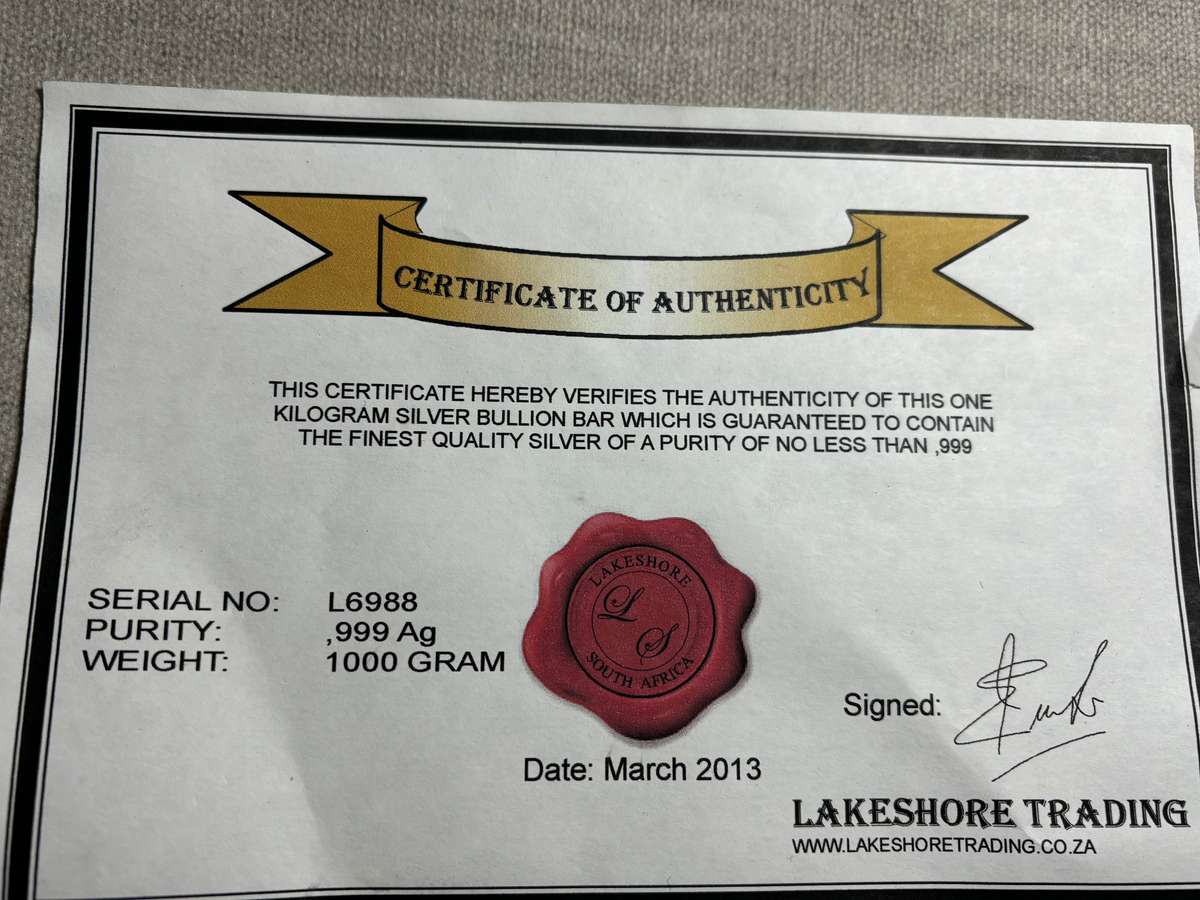 CERTIFICATE OF AUTHENTICITY
THIS CERTIFICATE HEREBY VERIFIES THE AUTHENTICITY OF THIS ONE
KILOGRAM SILVER BULLION BAR WHICH IS GUARANTEED TO CONTAIN
THE FINEST QUALITY SILVER OF A PURITY OF NO LESS THAN ,999
LAKESHORE
LS
SOUTH AFRICA
SERIAL NO: L6988
PURITY: ,999 Ag
WEIGHT: 1000 GRAM
Signed:
Date: March 2013
LAKESHORE TRADING
WWW.LAKESHORETRADING.CO.ZA